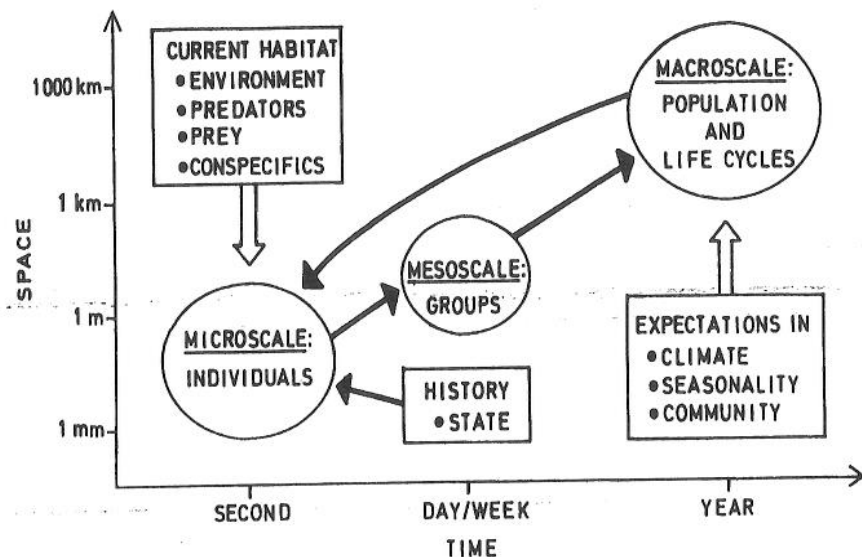 CURRENT HABITAT
• ENVIRONMENT
• PREDATORS
• PREY
• CONSPECIFICS
MACROSCALE:
POPULATION
AND
LIFE CYCLES
1000 km
1 km
1 m
1 mm
SPACE
MESOSCALE:
GROUPS
MICROSCALE:
INDIVIDUALS
HISTORY
• STATE
EXPECTATIONS IN
• CLIMATE
• SEASONALITY
• COMMUNITY
SECOND
DAY/WEEK
YEAR
TIME